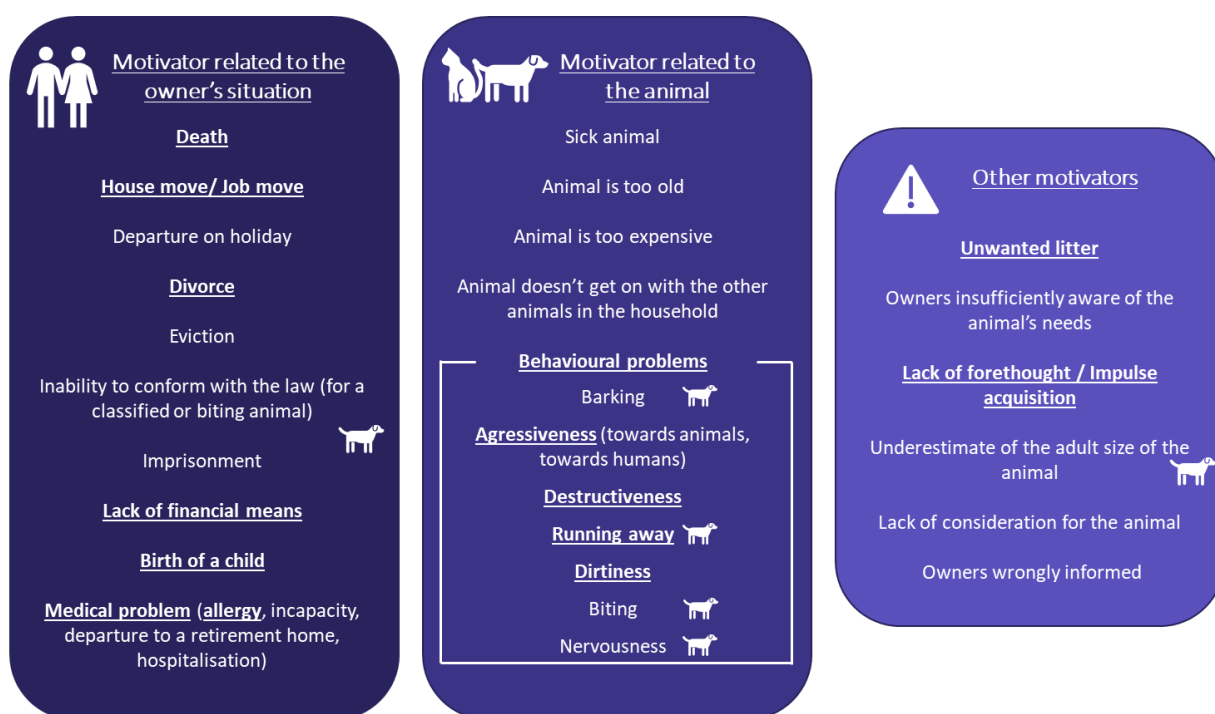 Motivator related to the
owner's situation
Death
House move/ Job move
Departure on holiday
Divorce
Eviction
Inability to conform with the law (for a
classified or biting animal)
Imprisonment
Lack of financial means
Birth of a child
Medical problem (allergy, incapacity,
departure to a retirement home,
hospitalisation)
Motivator related to
the animal
Sick animal
Animal is too old
Animal is too expensive
Animal doesn't get on with the other
animals in the household
Behavioural problems
Barking
Agressiveness (towards animals,
towards humans)
Destructiveness
Running away
Dirtiness
Biting
Nervousness
Other motivators
Unwanted litter
Owners insufficiently aware of the
animal's needs
Lack of forethought / Impulse
acquisition
Underestimate of the adult size of the
animal
Lack of consideration for the animal
Owners wrongly informed